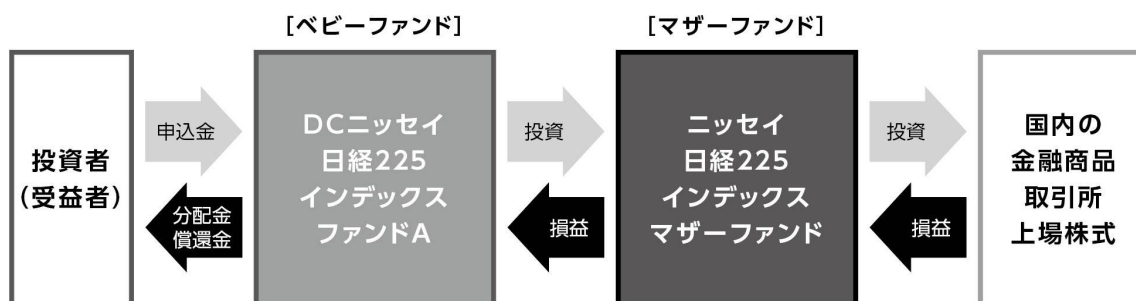 [ベビーファンド]
[マザーファンド]
投資者
(受益者)
申込金
分配金
償還金
DCニッセイ
日経225
インデックス
ファンドA
投資
損益
ニッセイ
日経225
インデックス
マザーファンド
投資
損益
国内の
金融商品
取引所
上場株式